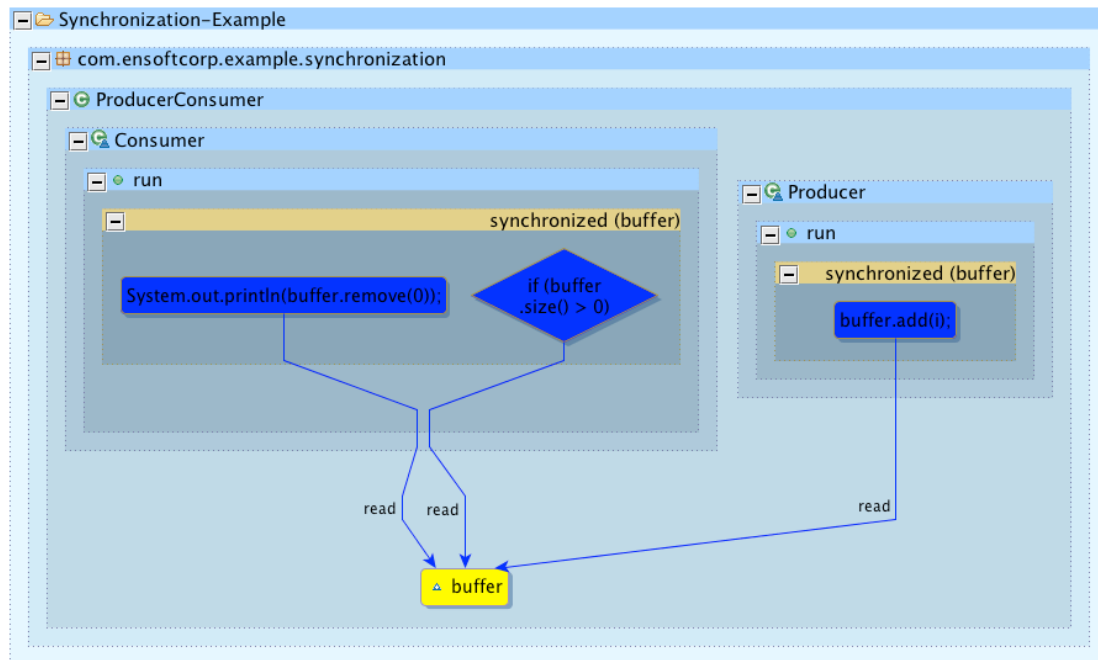 Synchronization-Example
com.ensoftcorp.example.synchronization
ProducerConsumer
Consumer
run
synchronized (buffer)
System.out.println(buffer.remove(0));
if (buffer
.size() > 0)
Producer
run
synchronized (buffer)
buffer.add(i);
read
read
read
buffer